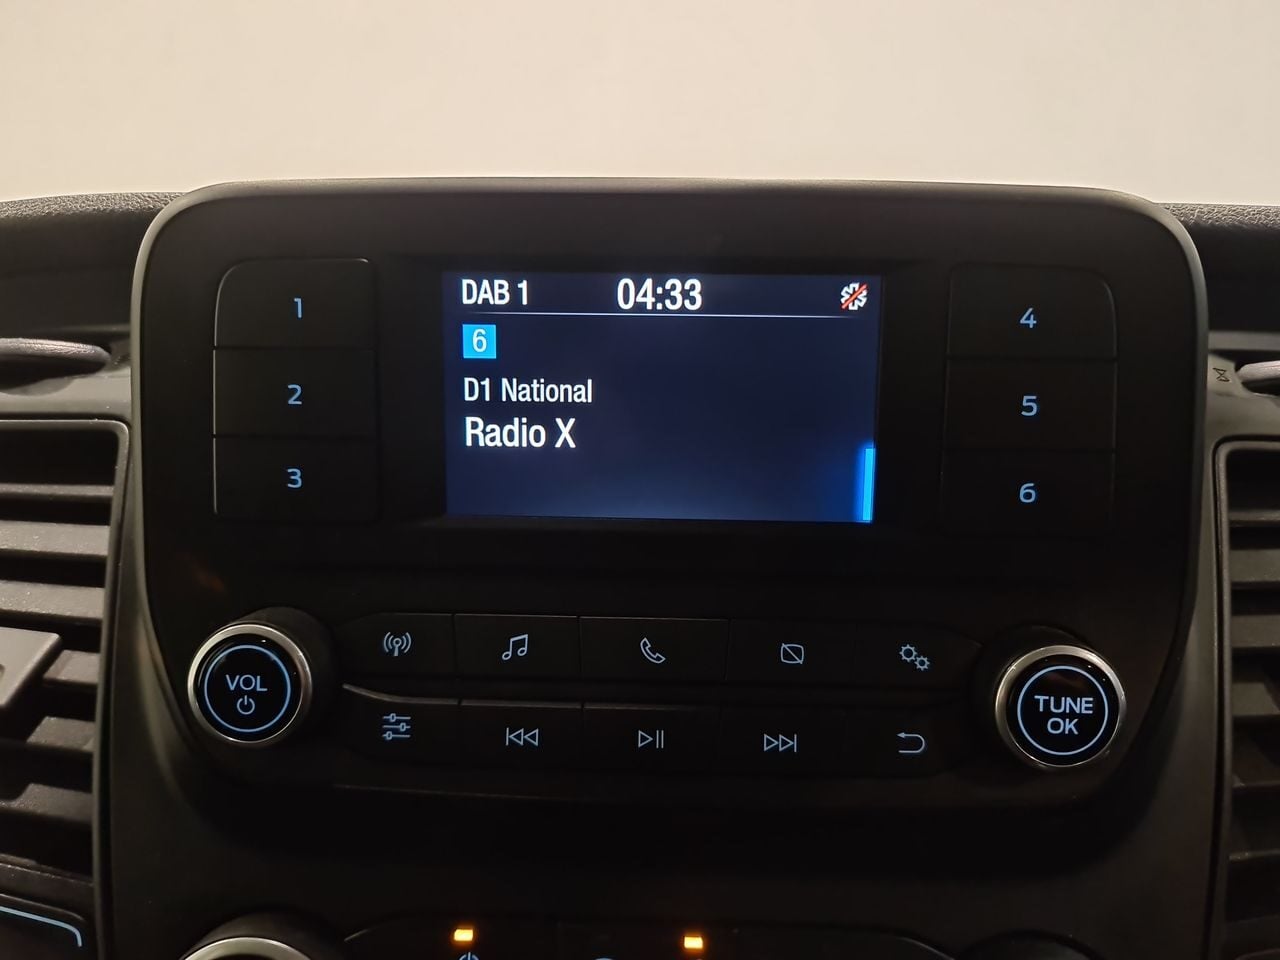 DAB 1 04:33
6
D1 National
Radio X
1
2
3
4
5
6
VOL
TUNE
OK